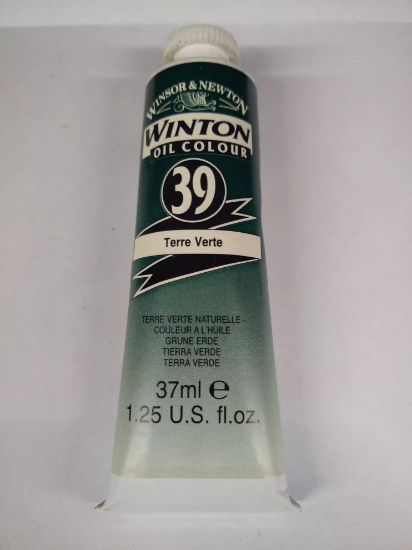 WINSOR & NEWTON
WINTON
OIL COLOUR
39
Terre Verte
TERRE VERTE NATURELLE-
COULEUR A L'HUILE
GRUNE ERDE
TIERRA VERDE
TERRA VERDE
37ml e
1.25 U.S. fl.oz.